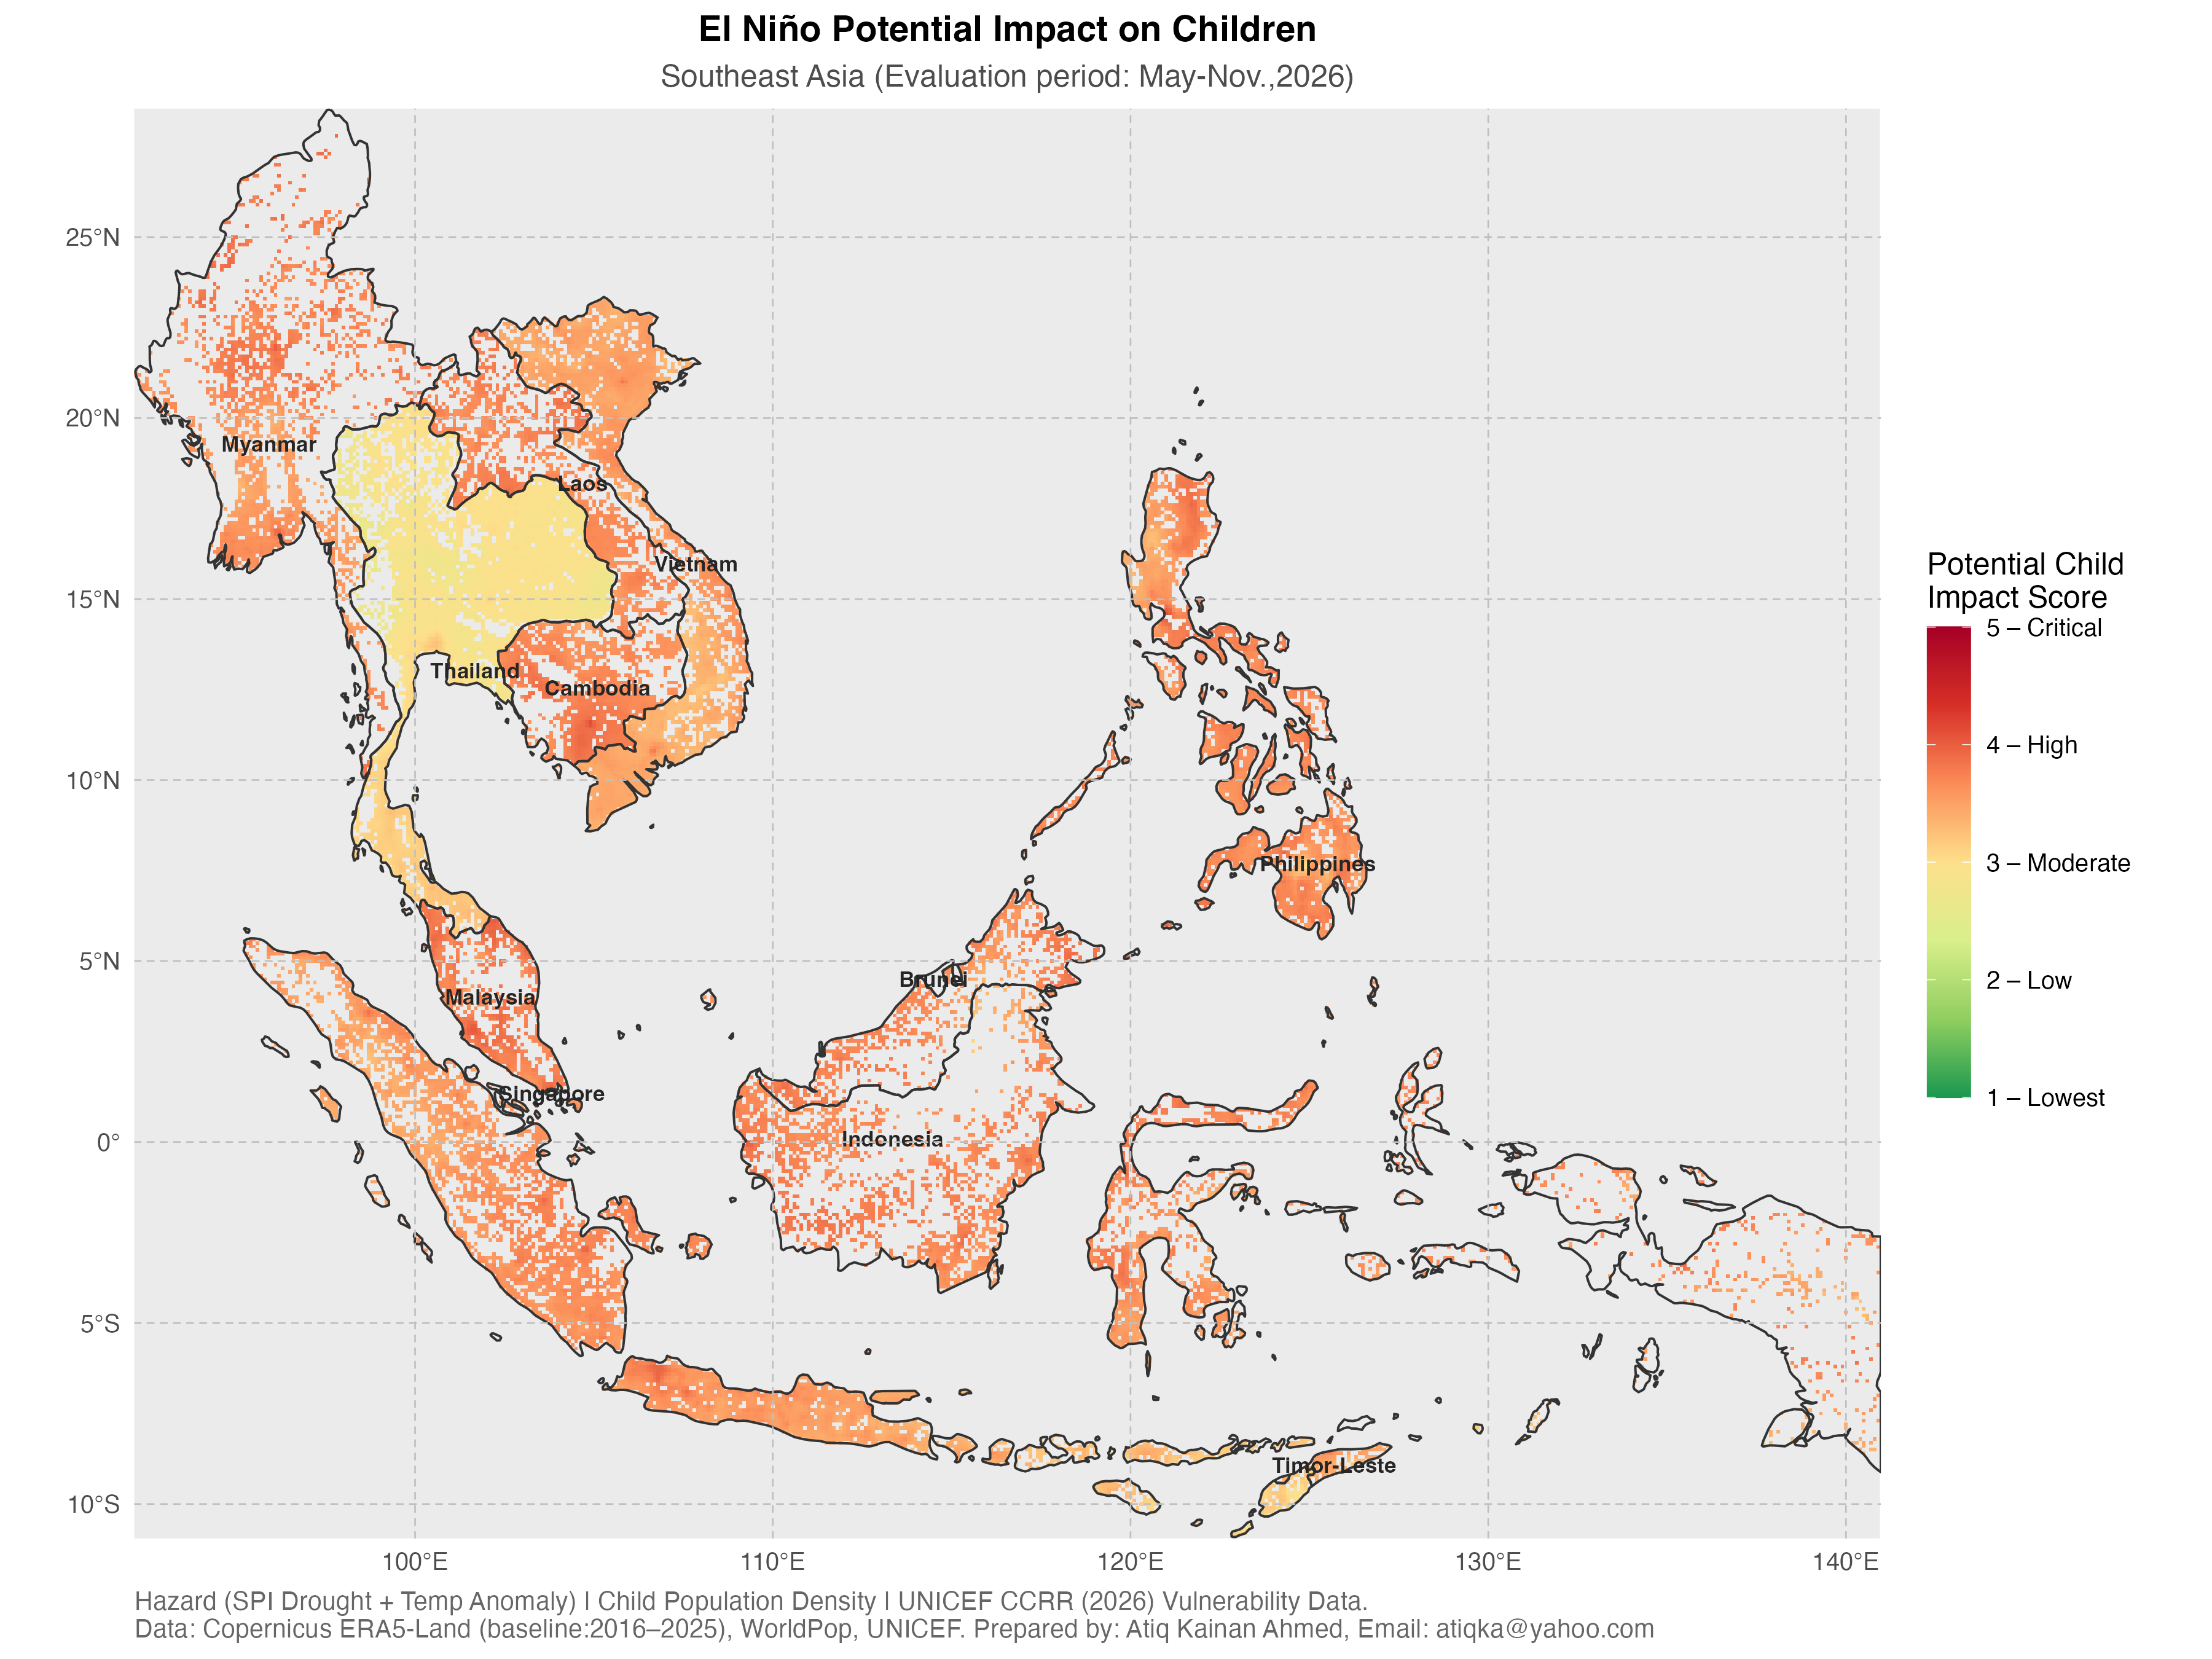 El Niño Potential Impact on Children
Southeast Asia (Evaluation period: May-Nov.,2026)
25°N
20°N
15°N
10°N
5°N
0°
5°S
10°S
100°E
110°E
120°E
130°E
140°E
Myanmar
Laos
Vietnam
Thailand
Cambodia
Philippines
Brunei
Malaysia
Singapore
Indonesia
Timor-Leste
Potential Child
Impact Score
5 – Critical
4 – High
3 – Moderate
2 – Low
1 – Lowest
Hazard (SPI Drought + Temp Anomaly) | Child Population Density | UNICEF CCRR (2026) Vulnerability Data.
Data: Copernicus ERA5-Land (baseline:2016–2025), WorldPop, UNICEF. Prepared by: Atiq Kainan Ahmed, Email: atiqka@yahoo.com